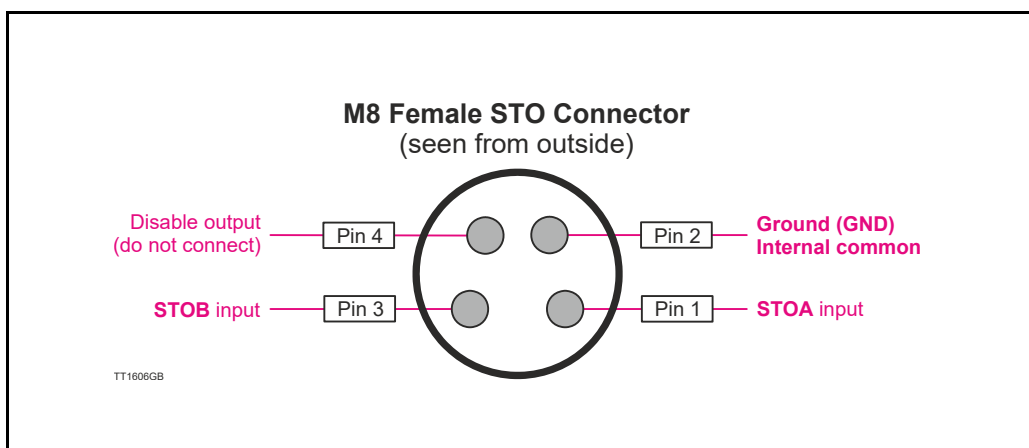 M8 Female STO Connector
(seen from outside)
Disable output
(do not connect)
Pin 4
Pin 2
Ground (GND)
Internal common
STOB input
Pin 3
Pin 1
STOA input
TT1606GB